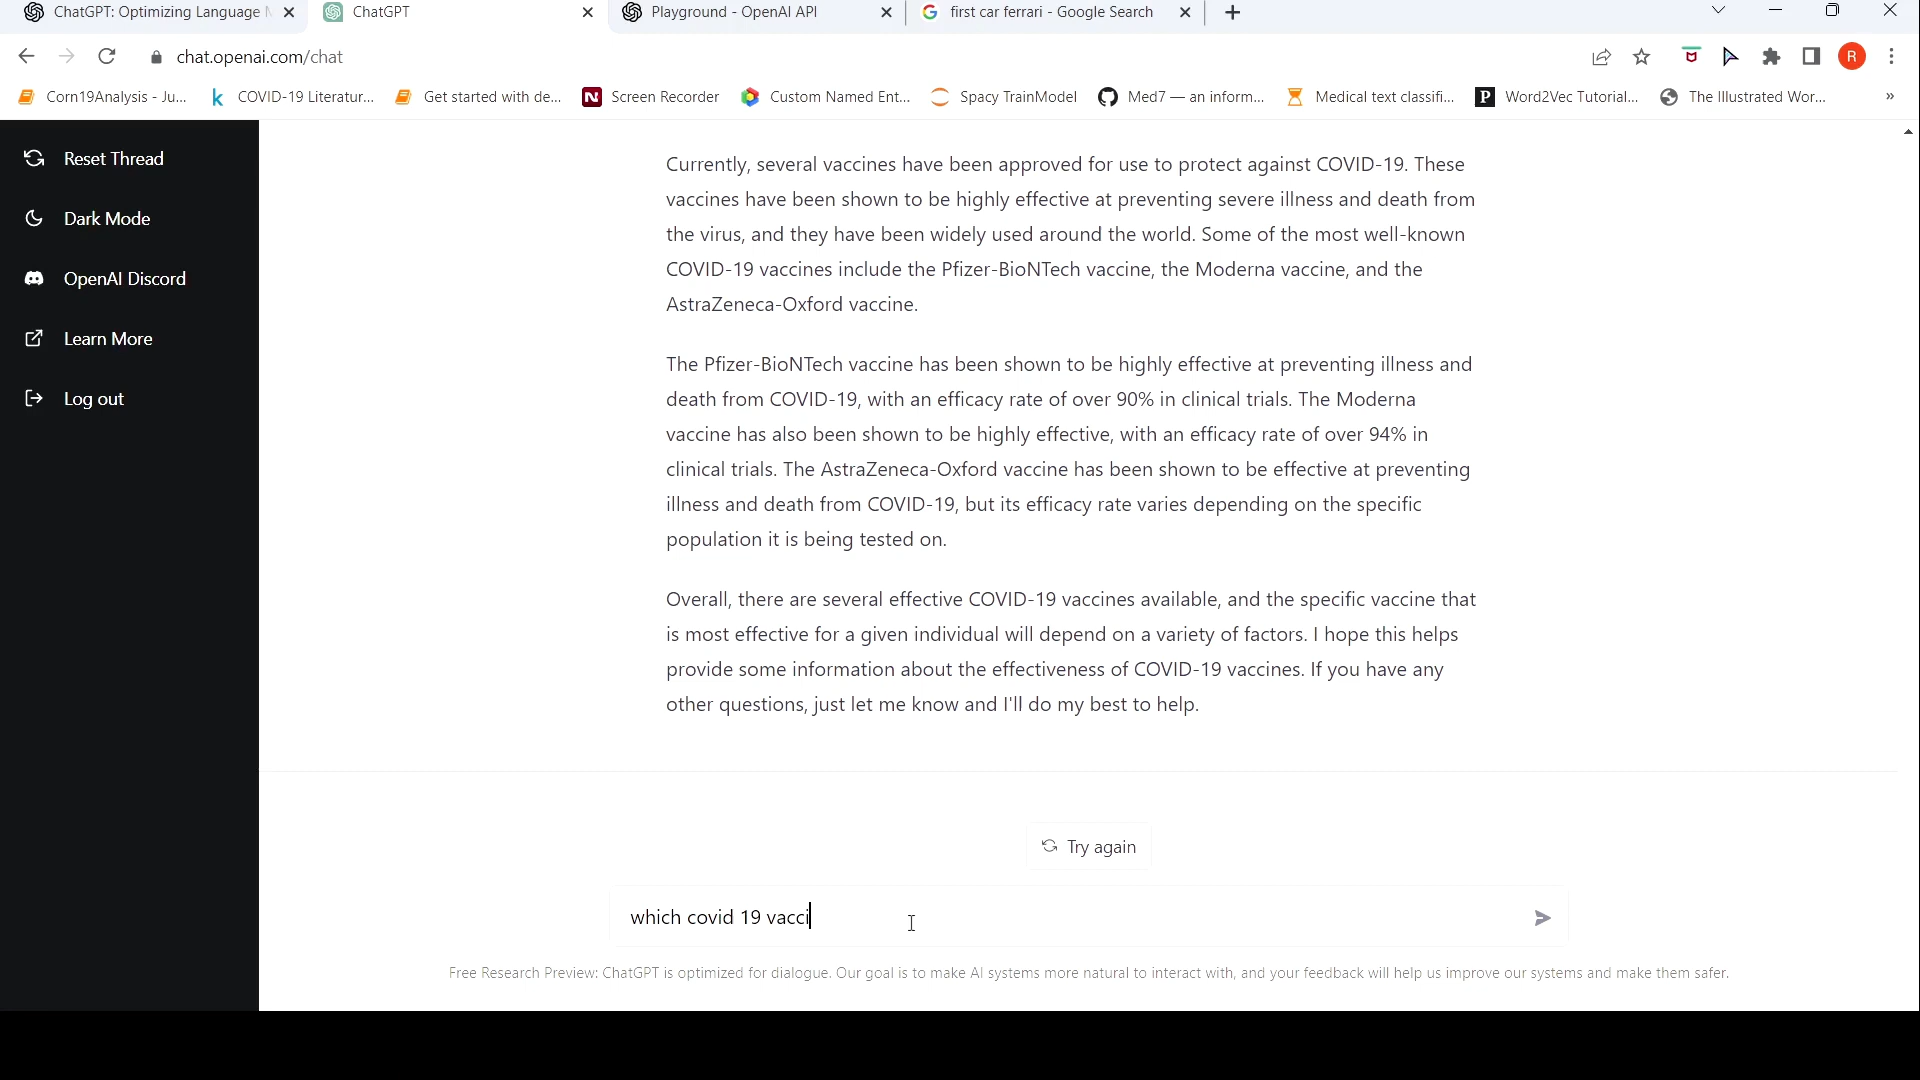 ChatGPT: Optimizing Language
ChatGPT
Playground - OpenAI API
first car ferrari - Google Search
chat.openai.com/chat
R
Corn19Analysis - Ju...
COVID-19 Literatur...
Get started with de...
Screen Recorder
Custom Named Ent...
Spacy TrainModel
Med7 — an inform...
Medical text classifi...
Word2Vec Tutorial...
The Illustrated Wor...
»
Reset Thread
Dark Mode
OpenAI Discord
Learn More
Log out
Currently, several vaccines have been approved for use to protect against COVID-19. These
vaccines have been shown to be highly effective at preventing severe illness and death from
the virus, and they have been widely used around the world. Some of the most well-known
COVID-19 vaccines include the Pfizer-BioNTech vaccine, the Moderna vaccine, and the
AstraZeneca-Oxford vaccine.
The Pfizer-BioNTech vaccine has been shown to be highly effective at preventing illness and
death from COVID-19, with an efficacy rate of over 90% in clinical trials. The Moderna
vaccine has also been shown to be highly effective, with an efficacy rate of over 94% in
clinical trials. The AstraZeneca-Oxford vaccine has been shown to be effective at preventing
illness and death from COVID-19, but its efficacy rate varies depending on the specific
population it is being tested on.
Overall, there are several effective COVID-19 vaccines available, and the specific vaccine that
is most effective for a given individual will depend on a variety of factors. I hope this helps
provide some information about the effectiveness of COVID-19 vaccines. If you have any
other questions, just let me know and I'll do my best to help.
Try again
which covid 19 vacci
Free Research Preview: ChatGPT is optimized for dialogue. Our goal is to make AI systems more natural to interact with, and your feedback will help us improve our systems and make them safer.